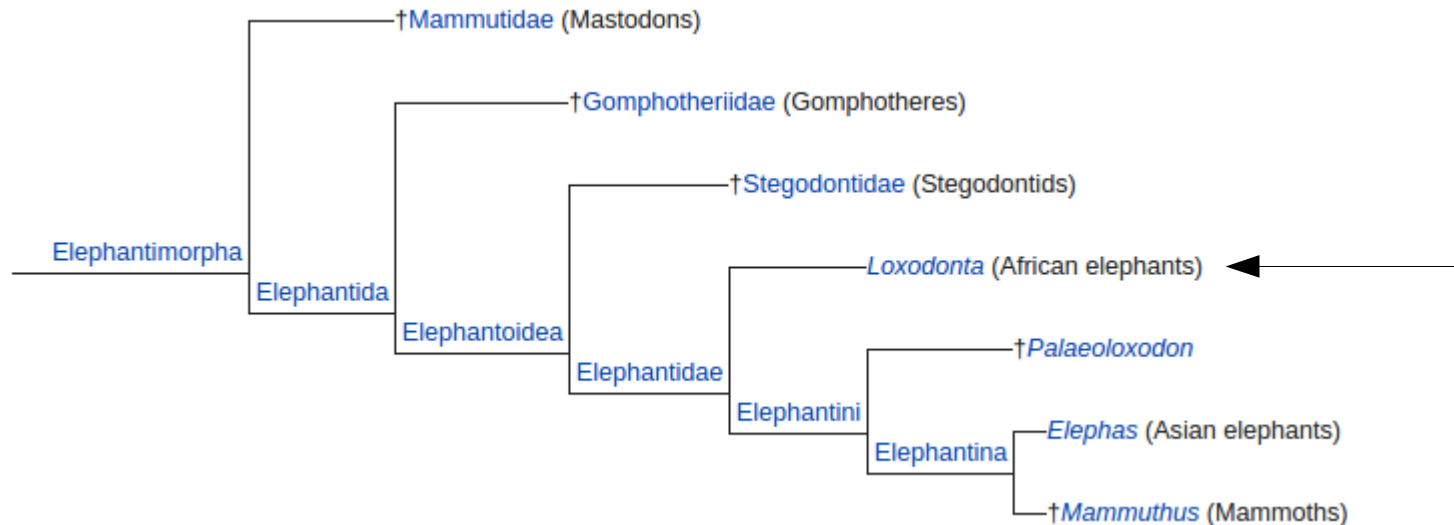 †Mammutidae (Mastodons)
†Gomphotheriidae (Gomphotheres)
†Stegodontidae (Stegodontids)
Elephantimorpha
Loxodonta (African elephants)
Elephantida
Elephantoidea
†Palaeoloxodon
Elephantidae
Elephantini
Elephas (Asian elephants)
Elephantina
†Mammuthus (Mammoths)